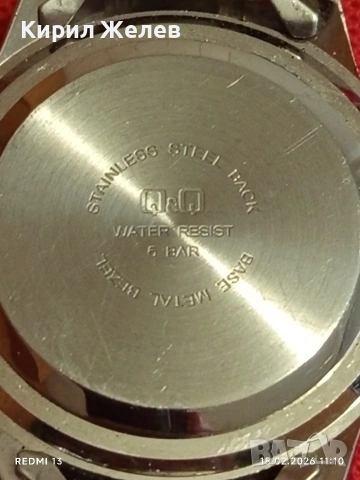 Кирил Желев
STAINLESS STEEL BACK
Q&Q
WATER RESIST
5 BAR
BASE METAL BEZEL
REDMI 13
18.02.2026 11:10
BAZAR